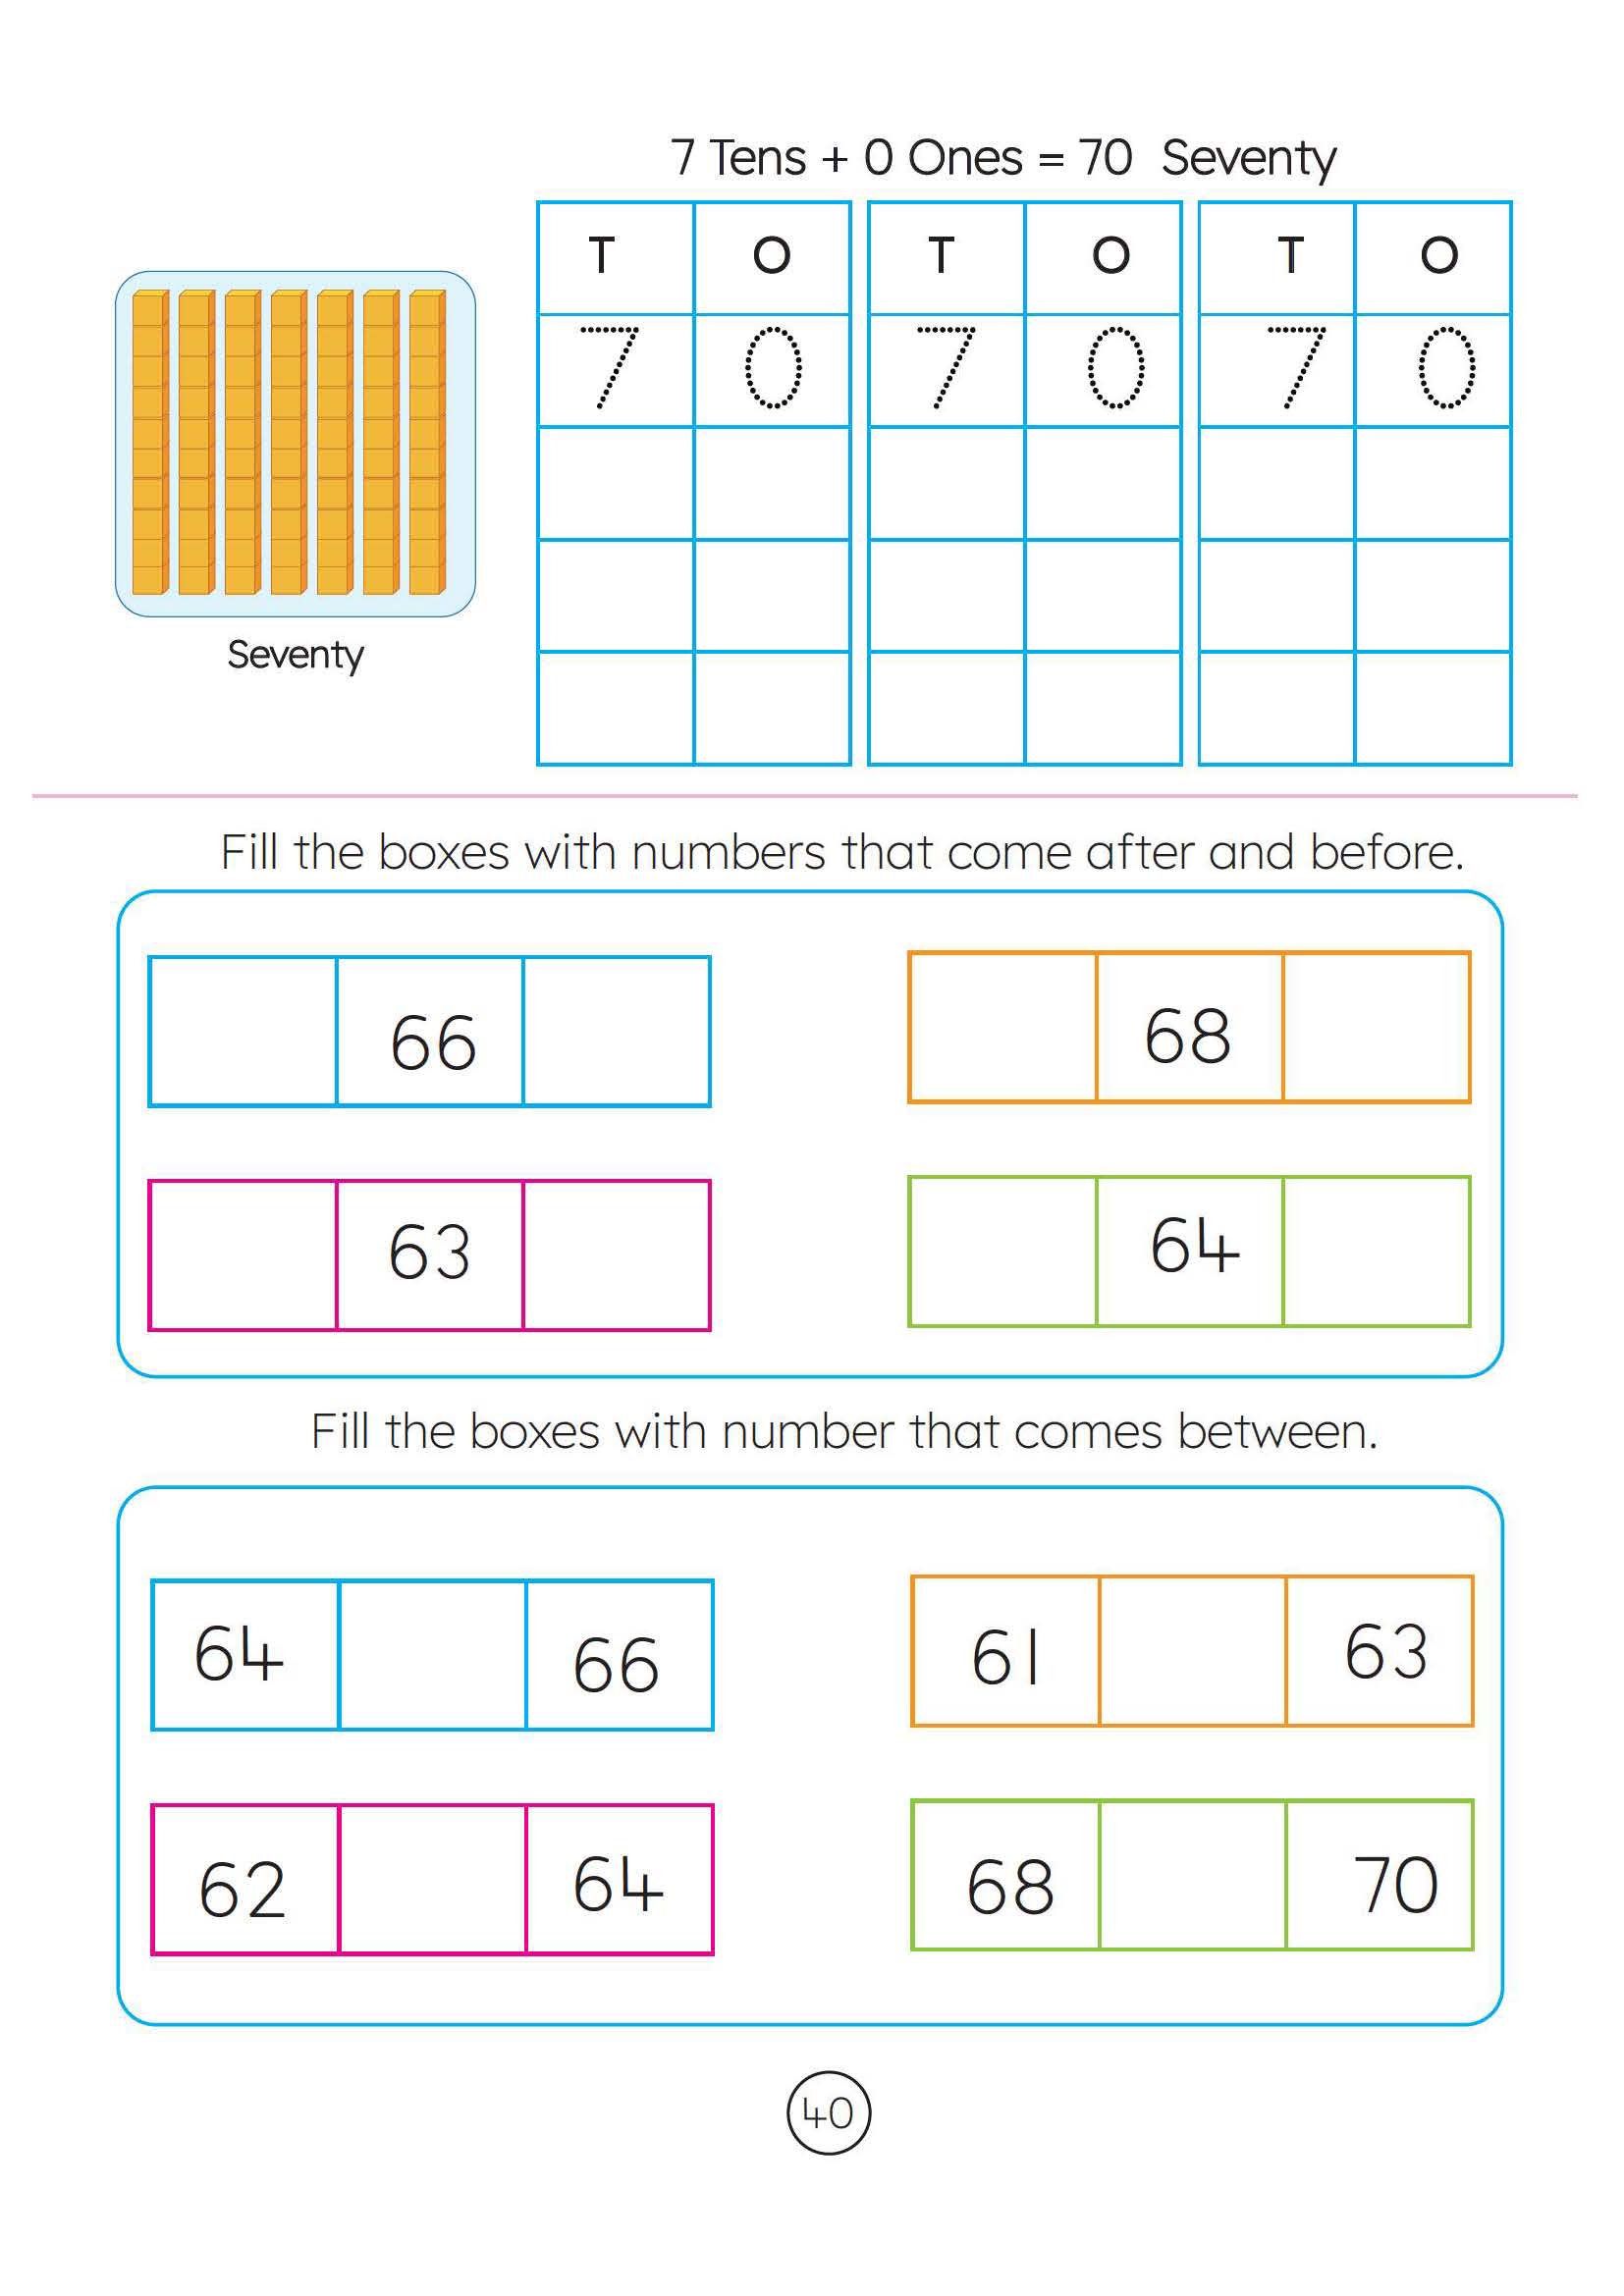 7 Tens + 0 Ones = 70 Seventy
T O T O T O
7 0 7 0 7 0
Seventy
Fill the boxes with numbers that come after and before.
66 68
63 64
Fill the boxes with number that comes between.
64 66 61 63
62 64 68 70
40